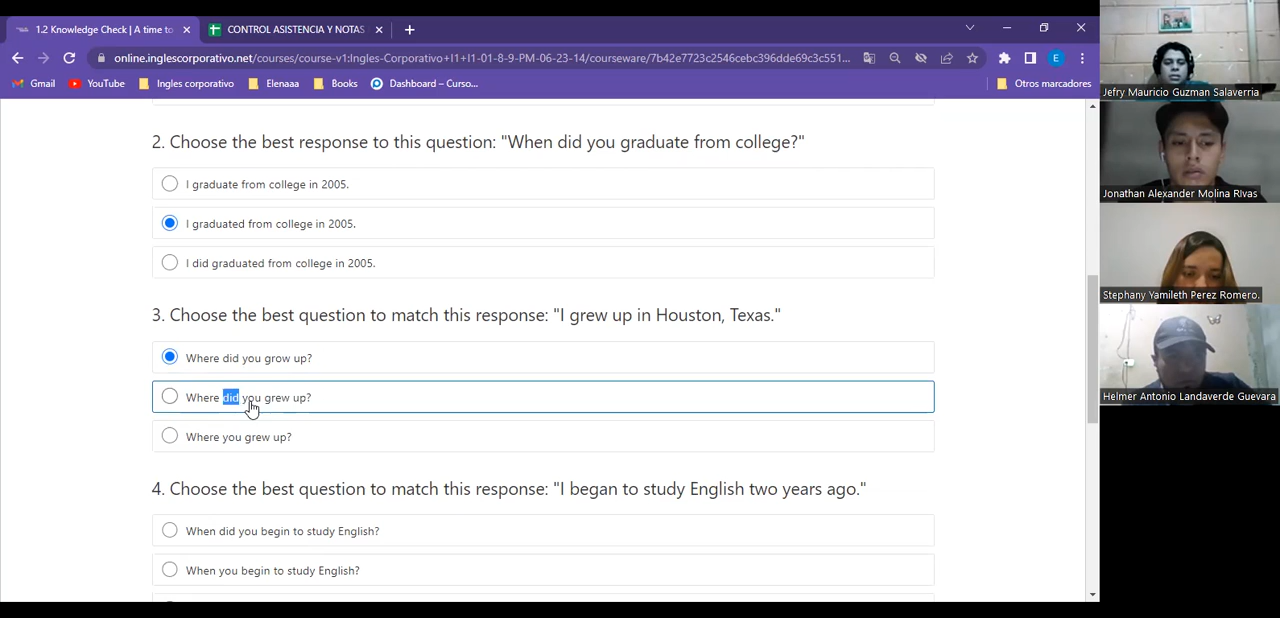 1.2 Knowledge Check | A time to
CONTROL ASISTENCIA Y NOTAS
online.inglescorporativo.net/courses/course-v1:Ingles-Corporativo+I1+I1-01-8-9-PM-06-23-14/courseware/7b42e7723c2546cebc396dde69c3c551...
E
Gmail
YouTube
Ingles corporativo
Elenaaa
Books
Dashboard – Curso...
Otros marcadores
2. Choose the best response to this question: "When did you graduate from college?"
I graduate from college in 2005.
I graduated from college in 2005.
I did graduated from college in 2005.
3. Choose the best question to match this response: "I grew up in Houston, Texas."
Where did you grow up?
Where did you grew up?
Where you grew up?
4. Choose the best question to match this response: "I began to study English two years ago."
When did you begin to study English?
When you begin to study English?
Jefry Mauricio Guzman Salaverria
Jonathan Alexander Molina Rivas
Stephany Yamileth Perez Romero.
Helmer Antonio Landaverde Guevara